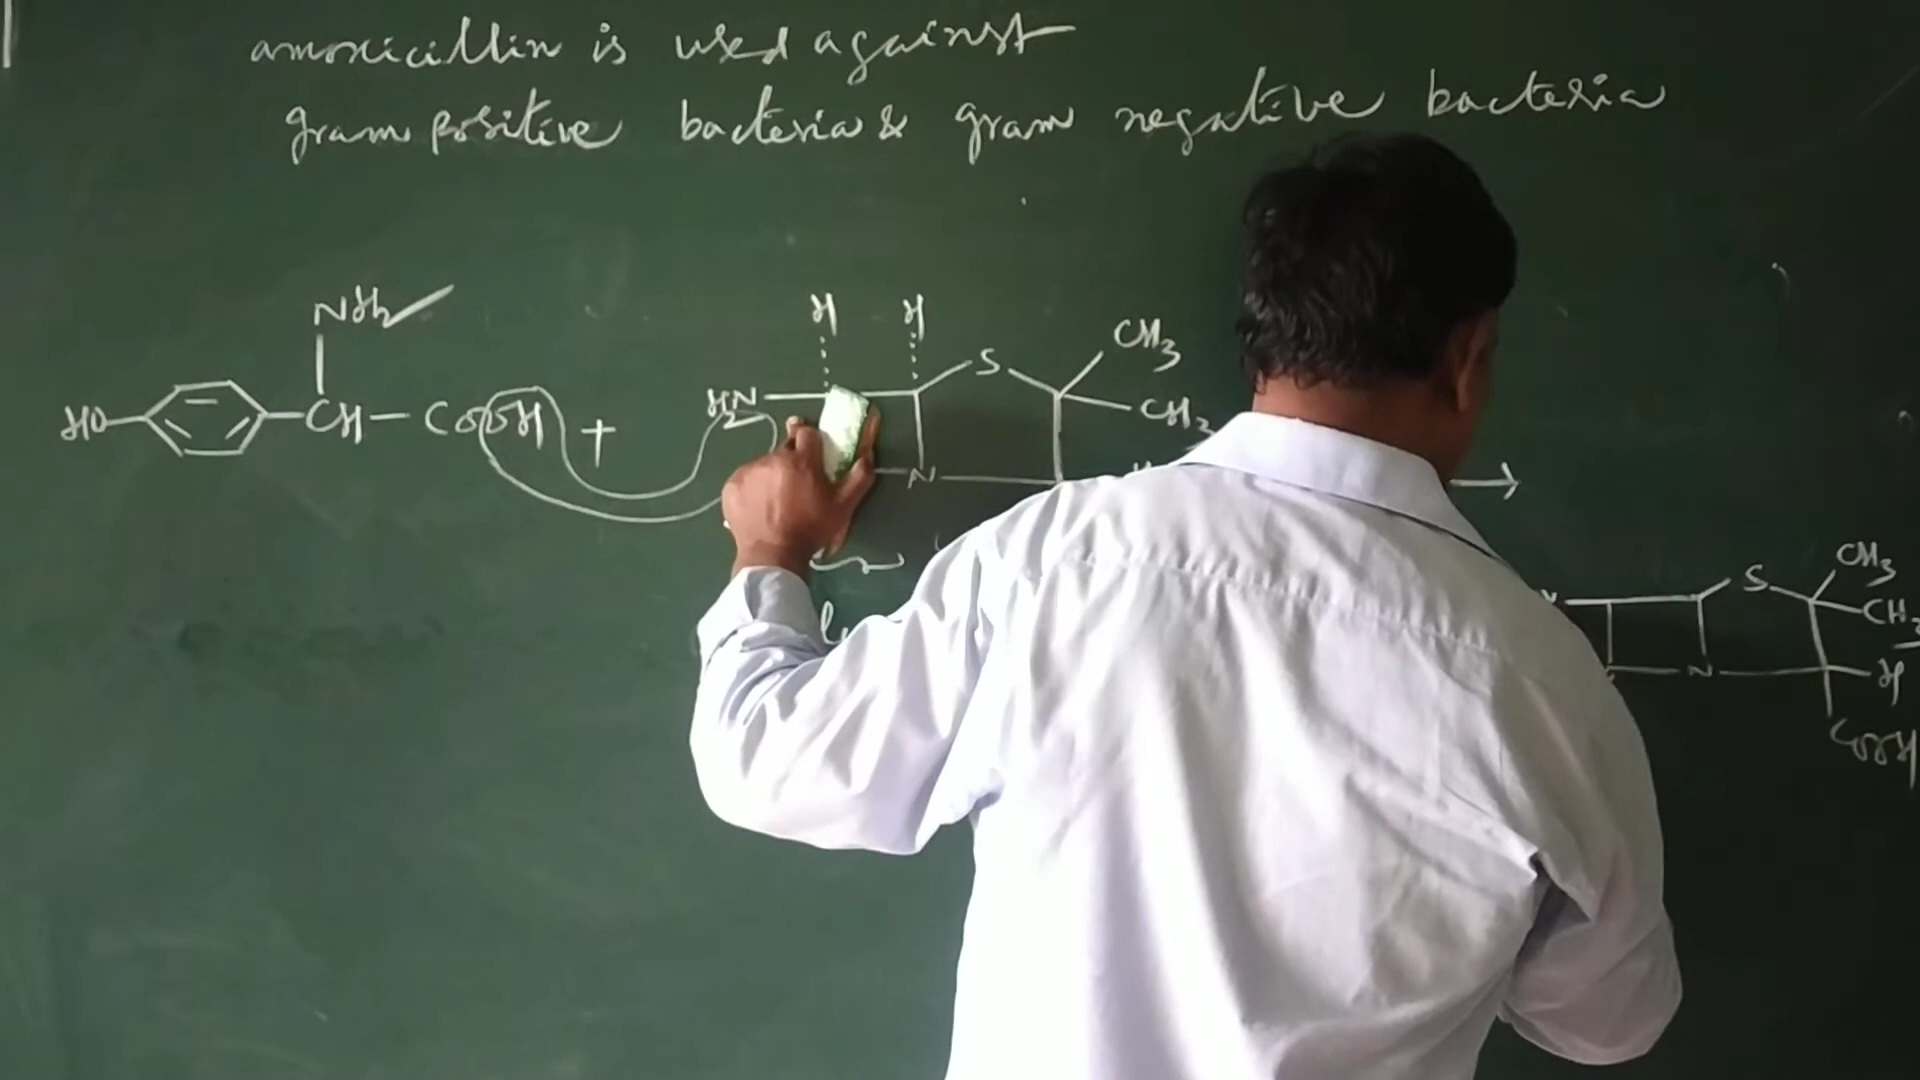 amoxicillin is used against
gram positive bacteria & gram negative bacteria
NH2
H H
CH3
S
HO CH COOH + H2N
CH3
N
CH3
S
CH3
N H
COOH